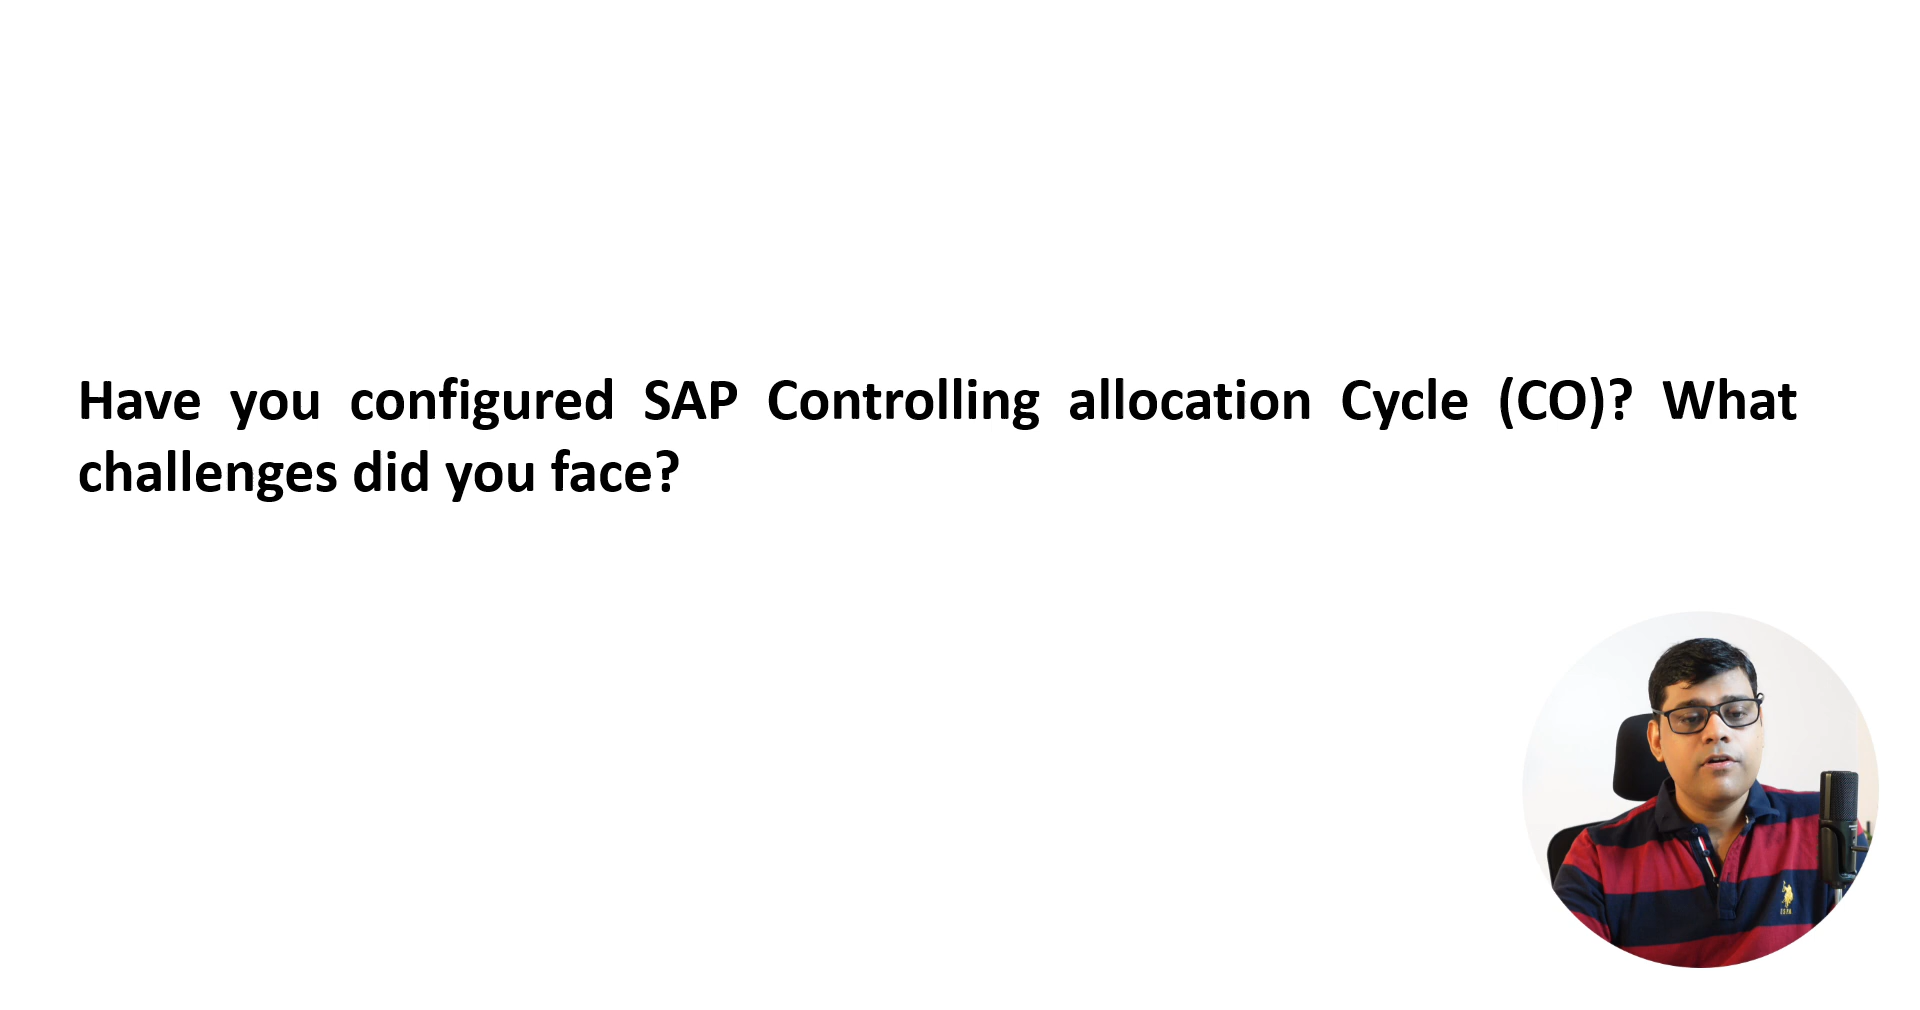 Have you configured SAP Controlling allocation Cycle (CO)? What
challenges did you face?